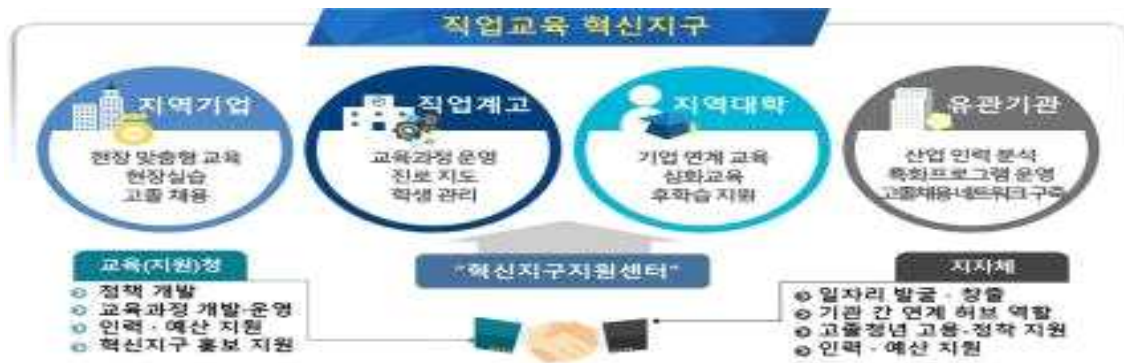 직업교육 혁신지구
지역기업
현장 맞춤형 교육
현장실습
고졸 채용
직업계고
교육과정 운영
진로 지도
학생 관리
지역대학
기업 연계 교육
심화교육
후학습 지원
유관기관
산업 인력 분석
특화프로그램 운영
고졸채용네트워크 구축
"혁신지구지원센터"
교육(지원)청
정책 개발
교육과정 개발·운영
인력·예산 지원
혁신지구 홍보 지원
지자체
일자리 발굴·창출
기관 간 연계 허브 역할
고졸청년 고용·정착 지원
인력·예산 지원